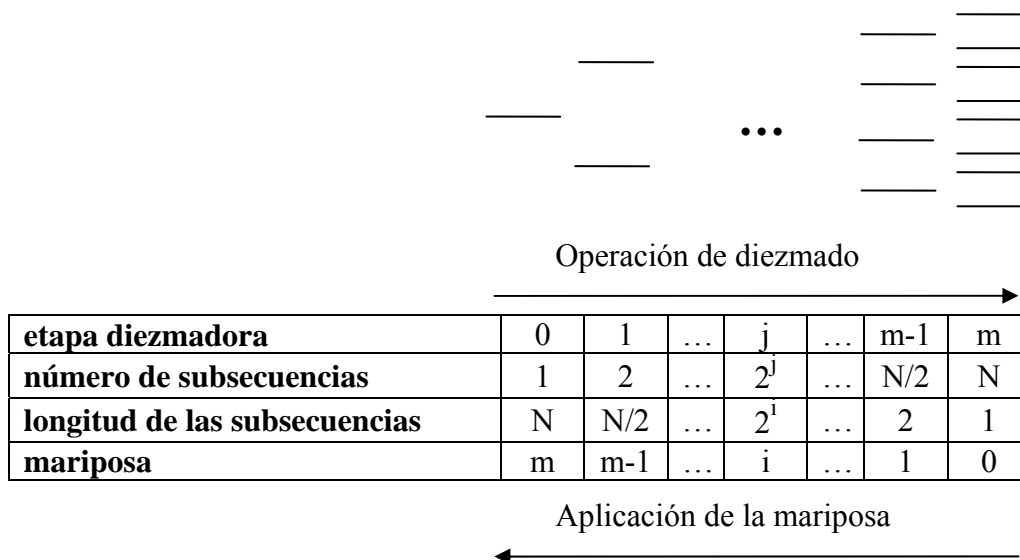 ...
Operación de diezmado
etapa diezmadora 0 1 … j … m-1 m
número de subsecuencias 1 2 … 2^j … N/2 N
longitud de las subsecuencias N N/2 … 2^i … 2 1
mariposa m m-1 … i … 1 0
Aplicación de la mariposa